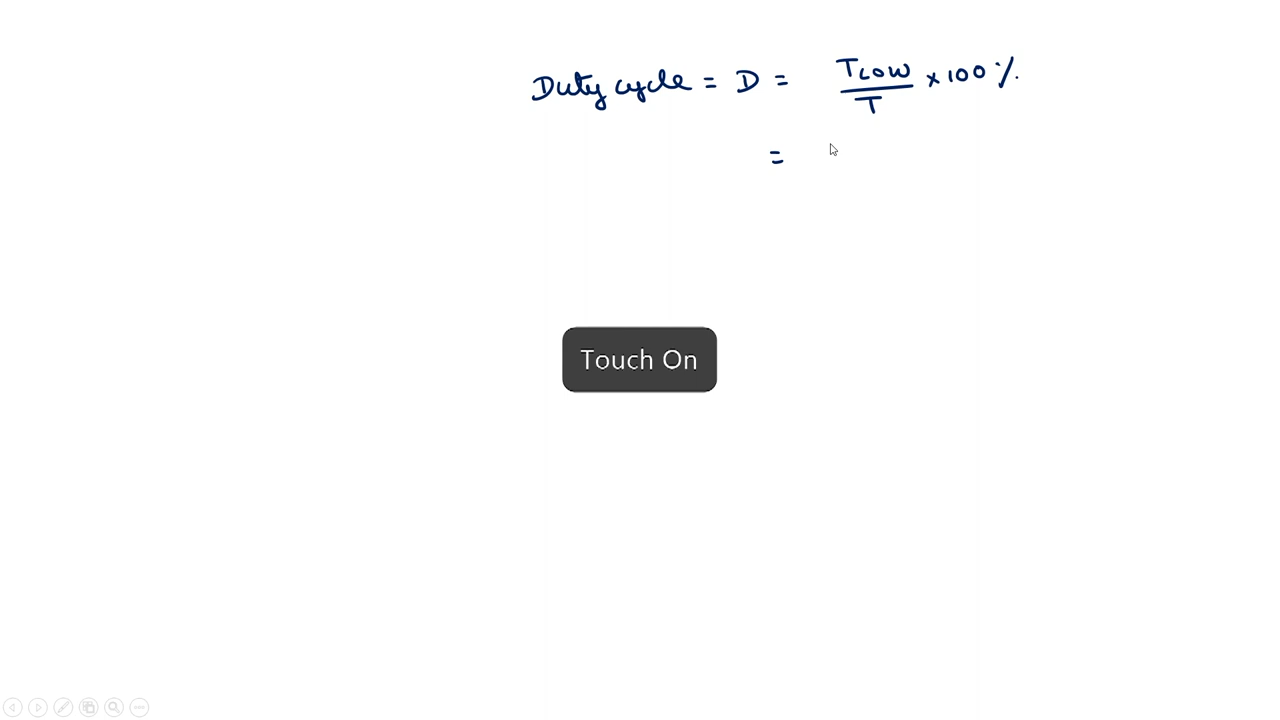 Duty cycle = D = TLOW / T × 100 %.
=
Touch On